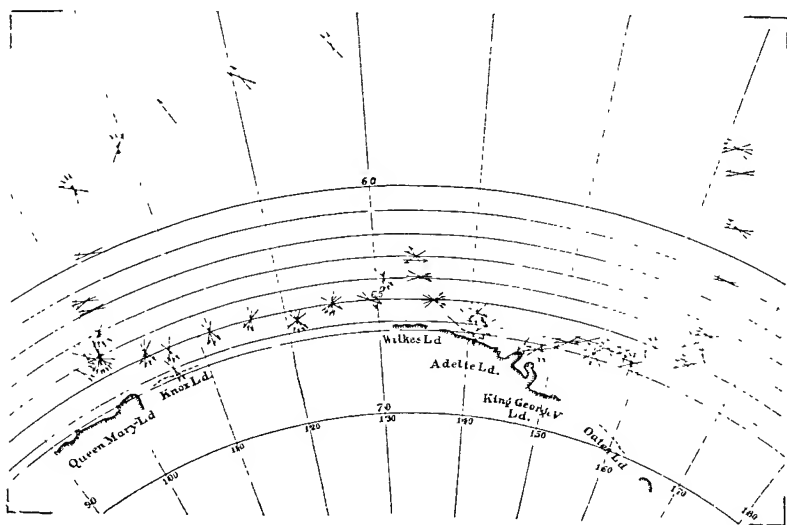 60
Wilkes Ld
Adelie Ld.
King George V
Ld.
Knox Ld.
Queen Mary Ld
Oates Ld
70
90
100
110
120
130
140
150
160
170
180